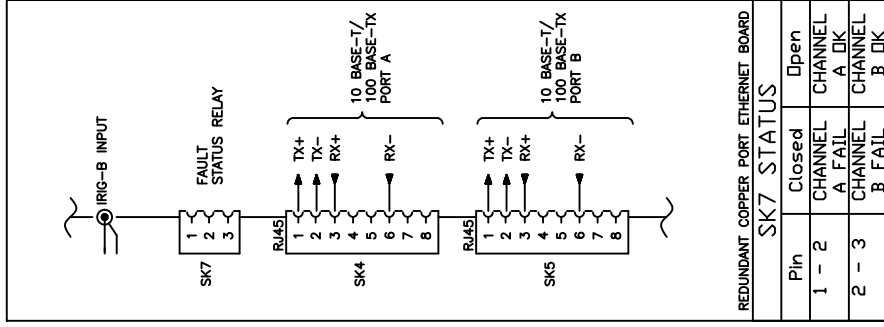 IRIG-B INPUT
FAULT
STATUS RELAY
1
2
3
SK7
RJ45
1
2
3
4
5
6
7
8
SK4
TX+
TX-
RX+
RX-
10 BASE-T/
100 BASE-TX
PORT A
RJ45
1
2
3
4
5
6
7
8
SK5
TX+
TX-
RX+
RX-
10 BASE-T/
100 BASE-TX
PORT B
REDUNDANT COPPER PORT ETHERNET BOARD
SK7 STATUS
Pin Closed Open
1 - 2 CHANNEL A FAIL CHANNEL A OK
2 - 3 CHANNEL B FAIL CHANNEL B OK